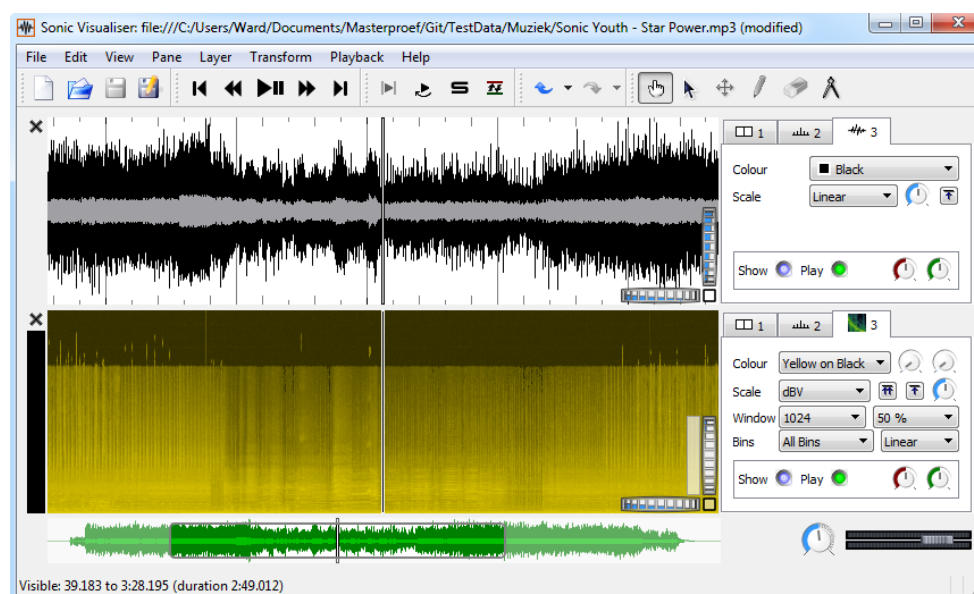 Sonic Visualiser: file:///C:/Users/Ward/Documents/Masterproef/Git/TestData/Muziek/Sonic Youth - Star Power.mp3 (modified)
File Edit View Pane Layer Transform Playback Help
1 2 3
Colour Black
Scale Linear
Show Play
1 2 3
Colour Yellow on Black
Scale dBV
Window 1024 50 %
Bins All Bins Linear
Show Play
Visible: 39.183 to 3:28.195 (duration 2:49.012)